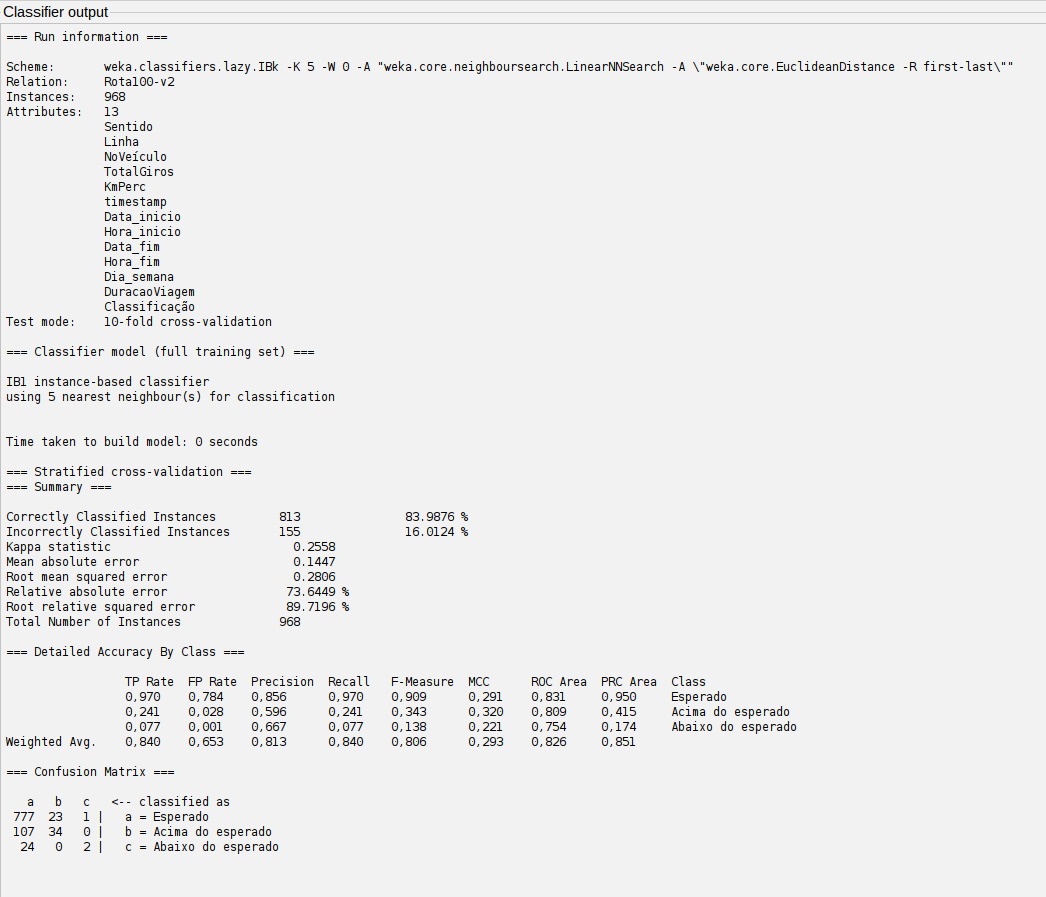 Classifier output
=== Run information ===
Scheme: weka.classifiers.lazy.IBk -K 5 -W 0 -A "weka.core.neighboursearch.LinearNNSearch -A \"weka.core.EuclideanDistance -R first-last\""
Relation: Rota100-v2
Instances: 968
Attributes: 13
Sentido
Linha
NoVeículo
TotalGiros
KmPerc
timestamp
Data_inicio
Hora_inicio
Data_fim
Hora_fim
Dia_semana
DuracaoViagem
Classificação
Test mode: 10-fold cross-validation
=== Classifier model (full training set) ===
IB1 instance-based classifier
using 5 nearest neighbour(s) for classification
Time taken to build model: 0 seconds
=== Stratified cross-validation ===
=== Summary ===
Correctly Classified Instances 813 83.9876 %
Incorrectly Classified Instances 155 16.0124 %
Kappa statistic 0.2558
Mean absolute error 0.1447
Root mean squared error 0.2806
Relative absolute error 73.6449 %
Root relative squared error 89.7196 %
Total Number of Instances 968
=== Detailed Accuracy By Class ===
TP Rate FP Rate Precision Recall F-Measure MCC ROC Area PRC Area Class
0,970 0,784 0,856 0,970 0,909 0,291 0,831 0,950 Esperado
0,241 0,028 0,596 0,241 0,343 0,320 0,809 0,415 Acima do esperado
0,077 0,001 0,667 0,077 0,138 0,221 0,754 0,174 Abaixo do esperado
Weighted Avg. 0,840 0,653 0,813 0,840 0,806 0,293 0,826 0,851
=== Confusion Matrix ===
a b c <-- classified as
777 23 1 | a = Esperado
107 34 0 | b = Acima do esperado
24 0 2 | c = Abaixo do esperado